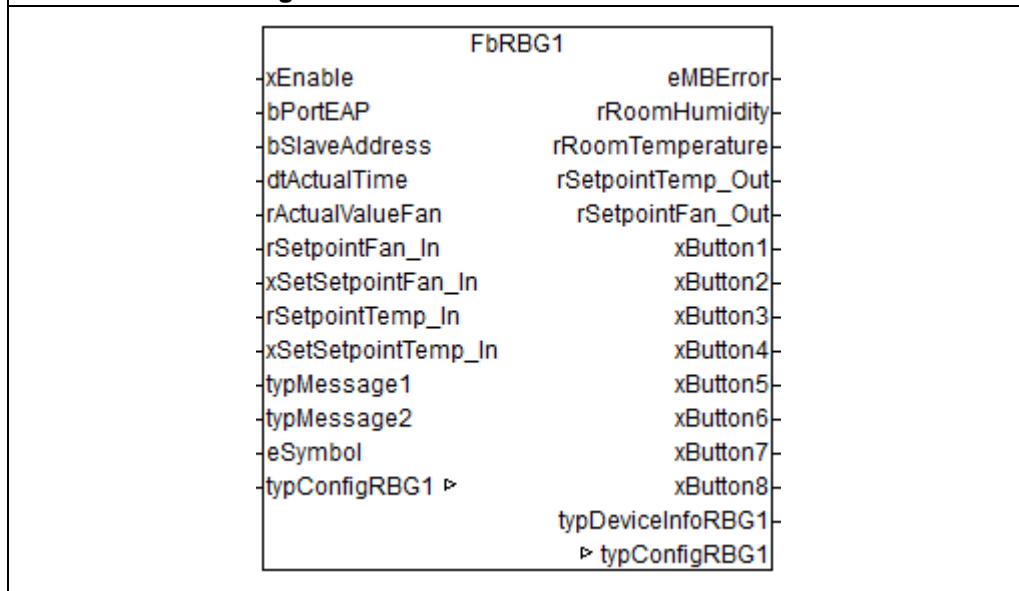 FbRBG1
xEnable eMBError
bPortEAP rRoomHumidity
bSlaveAddress rRoomTemperature
dtActualTime rSetpointTemp_Out
rActualValueFan rSetpointFan_Out
rSetpointFan_In xButton1
xSetSetpointFan_In xButton2
rSetpointTemp_In xButton3
xSetSetpointTemp_In xButton4
typMessage1 xButton5
typMessage2 xButton6
eSymbol xButton7
typConfigRBG1 ▹ xButton8
typDeviceInfoRBG1
▹ typConfigRBG1